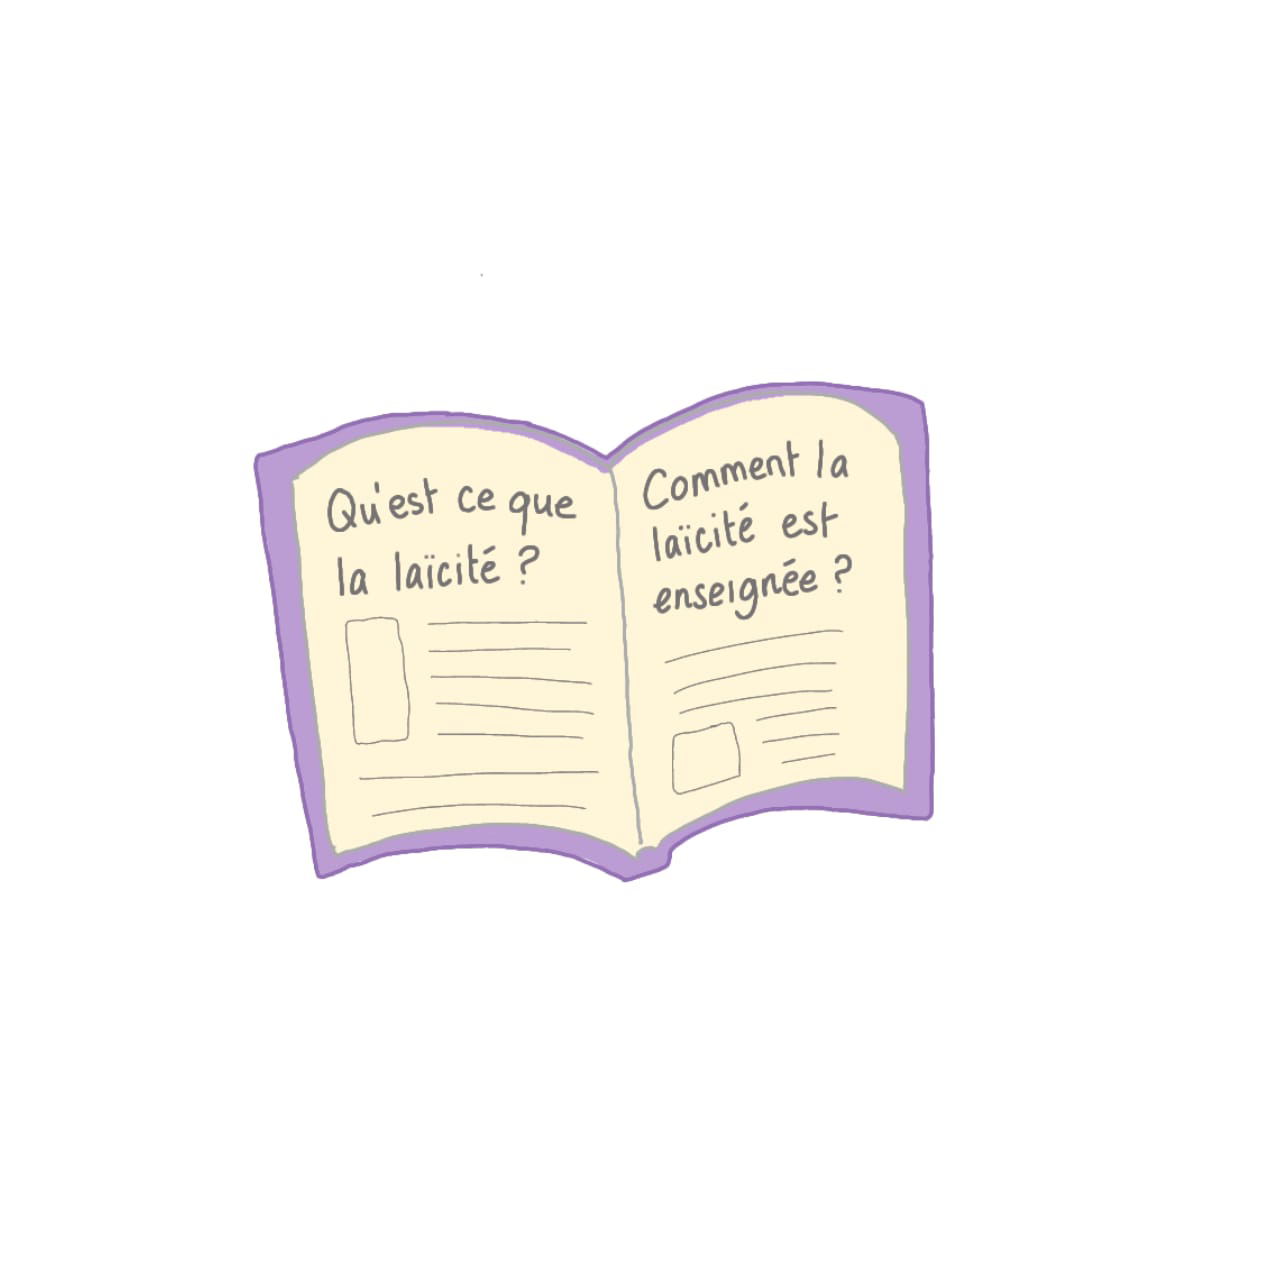 Qu'est ce que
la laïcité ?
Comment la
laïcité est
enseignée ?